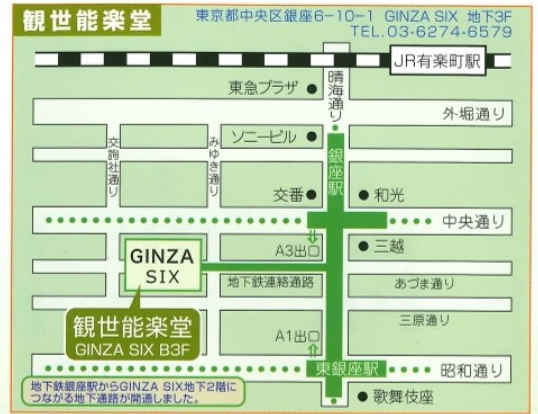 観世能楽堂
東京都中央区銀座6-10-1 GINZA SIX 地下3F
TEL.03-6274-6579
JR有楽町駅
晴海通り
東急プラザ
外堀通り
交詢社通り
みゆき通り
ソニービル
銀座駅
交番
和光
中央通り
A3出口
三越
GINZA
SIX
地下鉄連絡通路
あづま通り
三原通り
観世能楽堂
GINZA SIX B3F
A1出口
東銀座駅
昭和通り
地下鉄銀座駅からGINZA SIX地下2階に
つながる地下通路が開通しました。
歌舞伎座